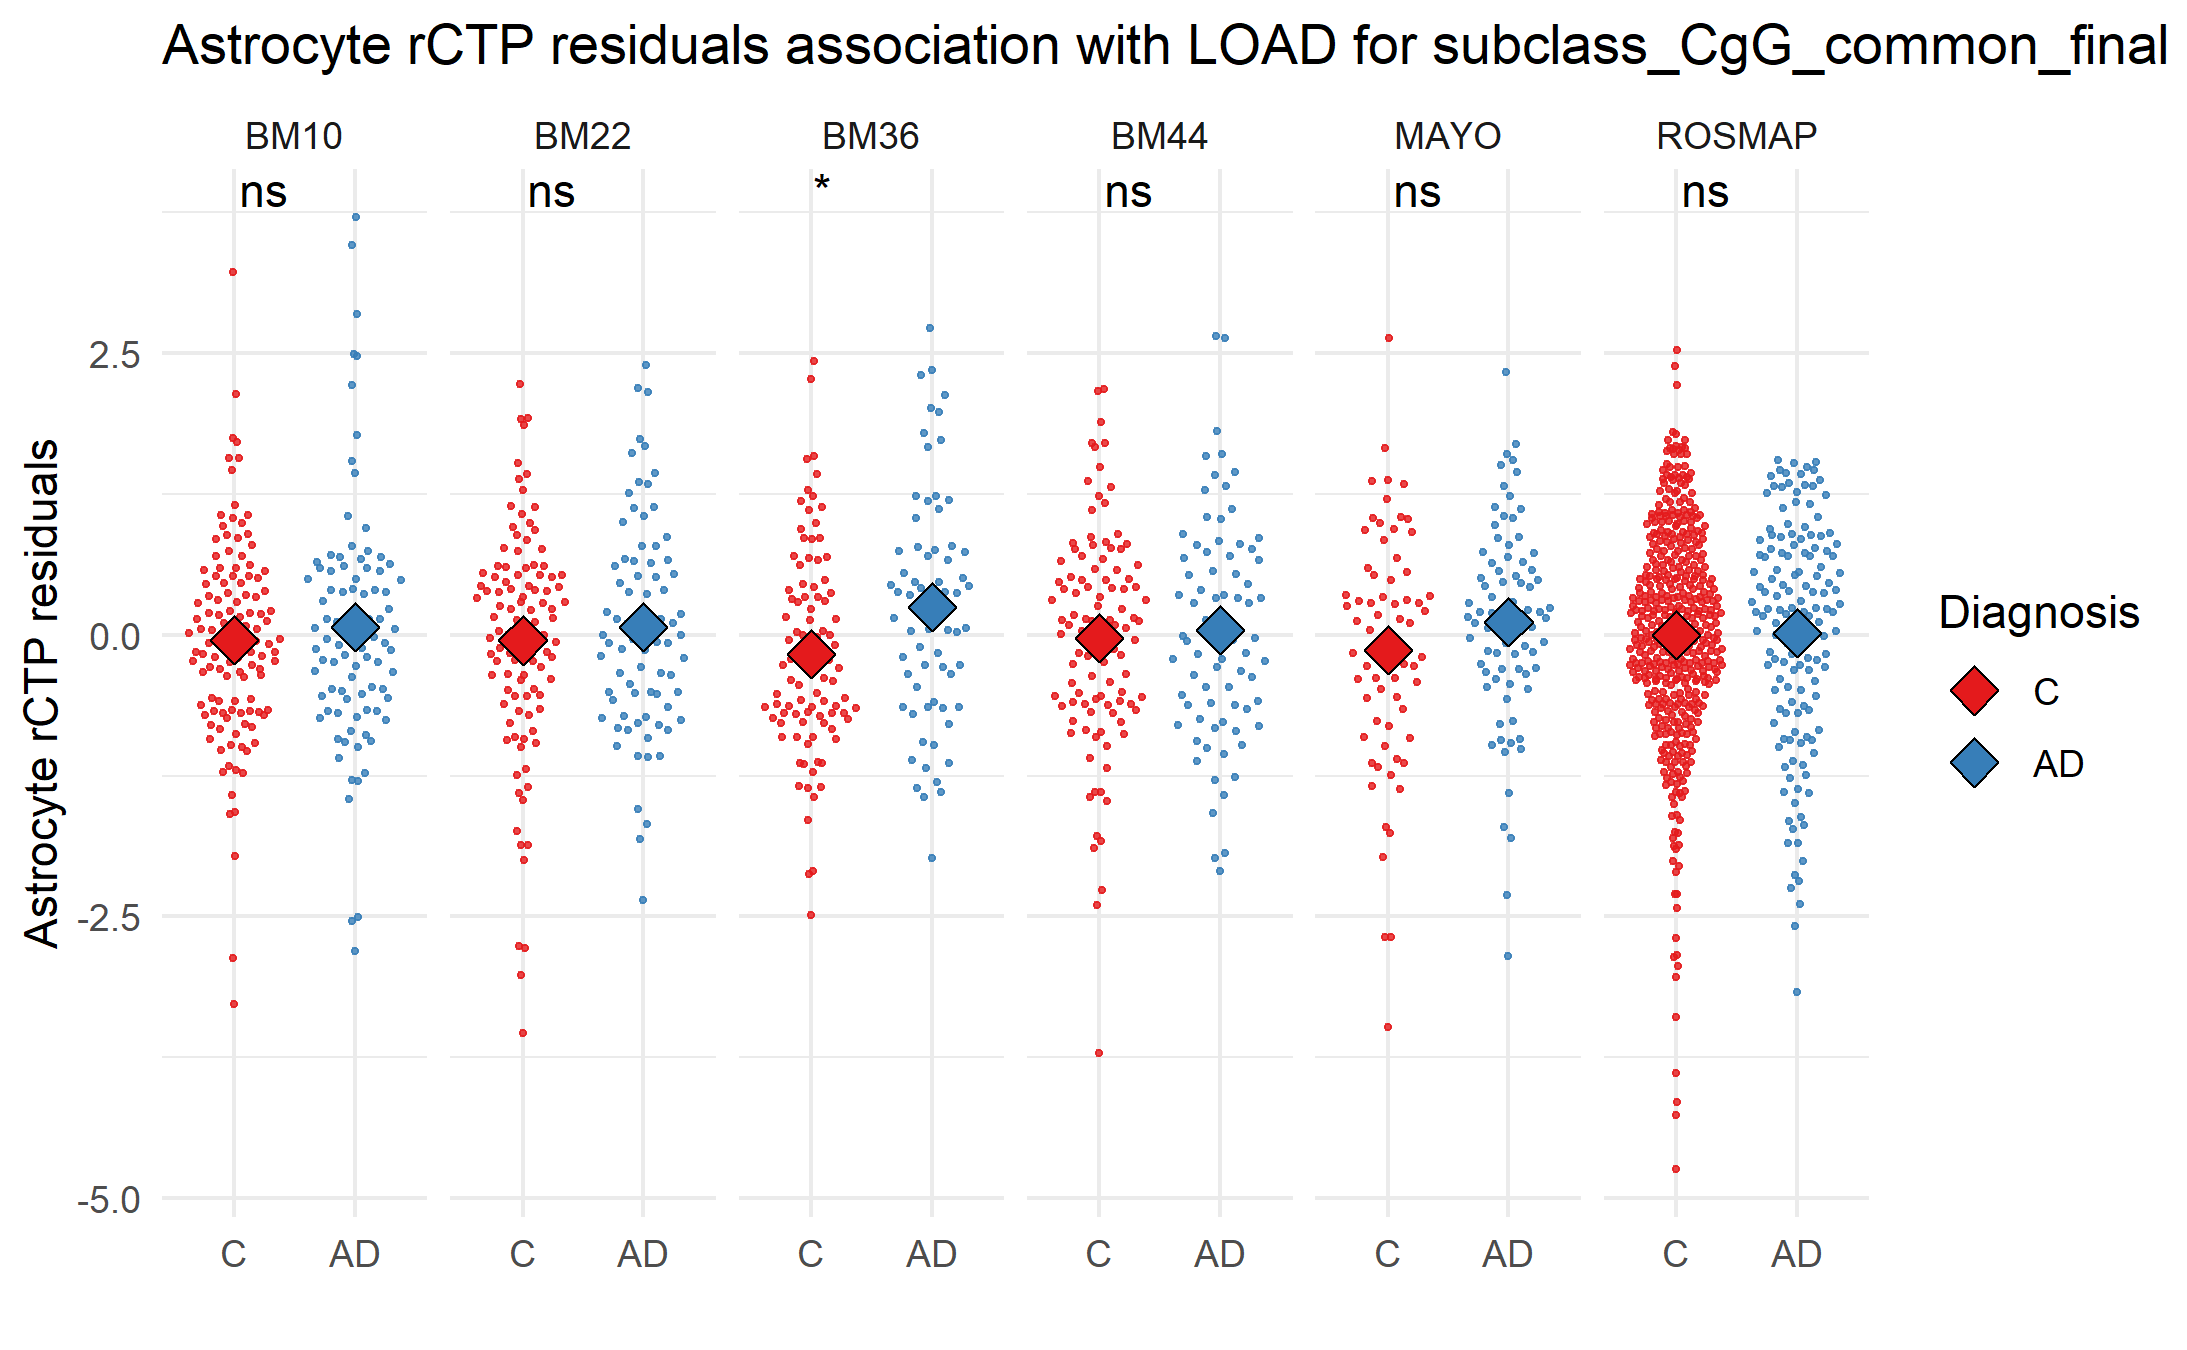 Astrocyte rCTP residuals association with LOAD for subclass_CgG_common_final
BM10 BM22 BM36 BM44 MAYO ROSMAP
ns ns * ns ns ns
Astrocyte rCTP residuals
2.5
0.0
-2.5
-5.0
C AD C AD C AD C AD C AD C AD
Diagnosis
C
AD